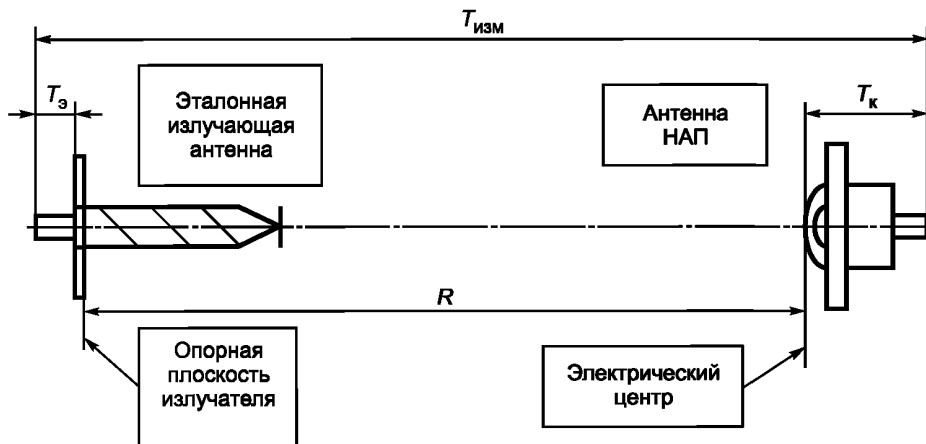 Tизм
Tэ
Эталонная
излучающая
антенна
Антенна
НАП
Tк
R
Опорная
плоскость
излучателя
Электрический
центр